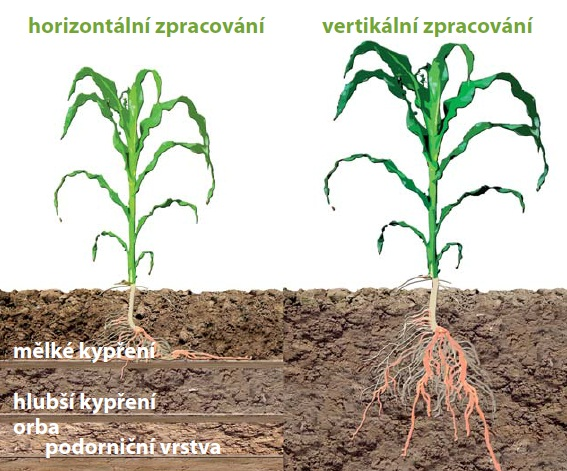 horizontální zpracování
vertikální zpracování
mělké kypření
hlubší kypření
orba
podorniční vrstva